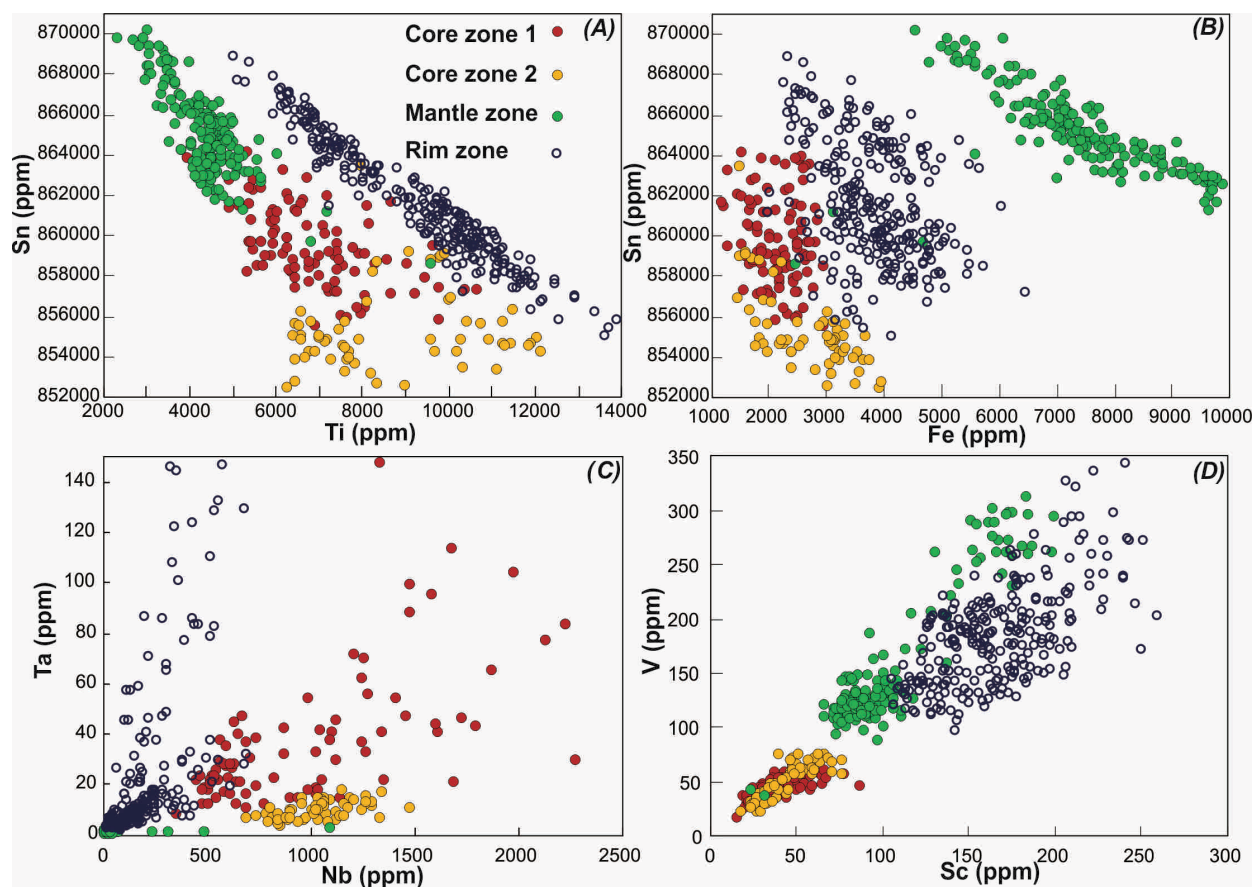 (A)
Core zone 1
Core zone 2
Mantle zone
Rim zone
Sn (ppm)
870000
868000
866000
864000
862000
860000
858000
856000
854000
852000
2000 4000 6000 8000 10000 12000 14000
Ti (ppm)
(B)
Sn (ppm)
870000
868000
866000
864000
862000
860000
858000
856000
854000
852000
1000 2000 3000 4000 5000 6000 7000 8000 9000 10000
Fe (ppm)
(C)
Ta (ppm)
140
120
100
80
60
40
20
0
0 500 1000 1500 2000 2500
Nb (ppm)
(D)
V (ppm)
350
300
250
200
150
100
50
0
0 50 100 150 200 250 300
Sc (ppm)